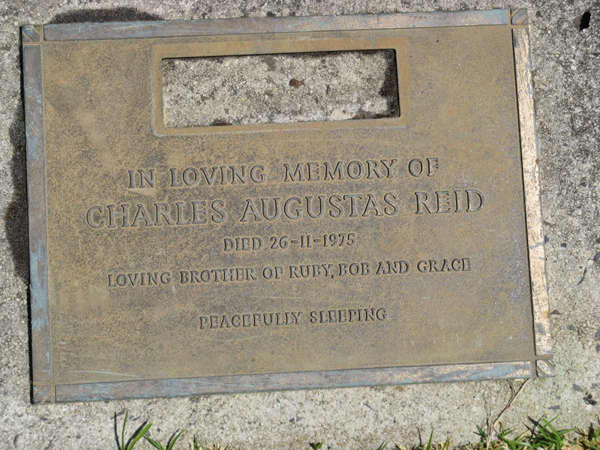 IN LOVING MEMORY OF
CHARLES AUGUSTAS REID
DIED 26-11-1975
LOVING BROTHER OF RUBY, BOB AND GRACE
PEACEFULLY SLEEPING